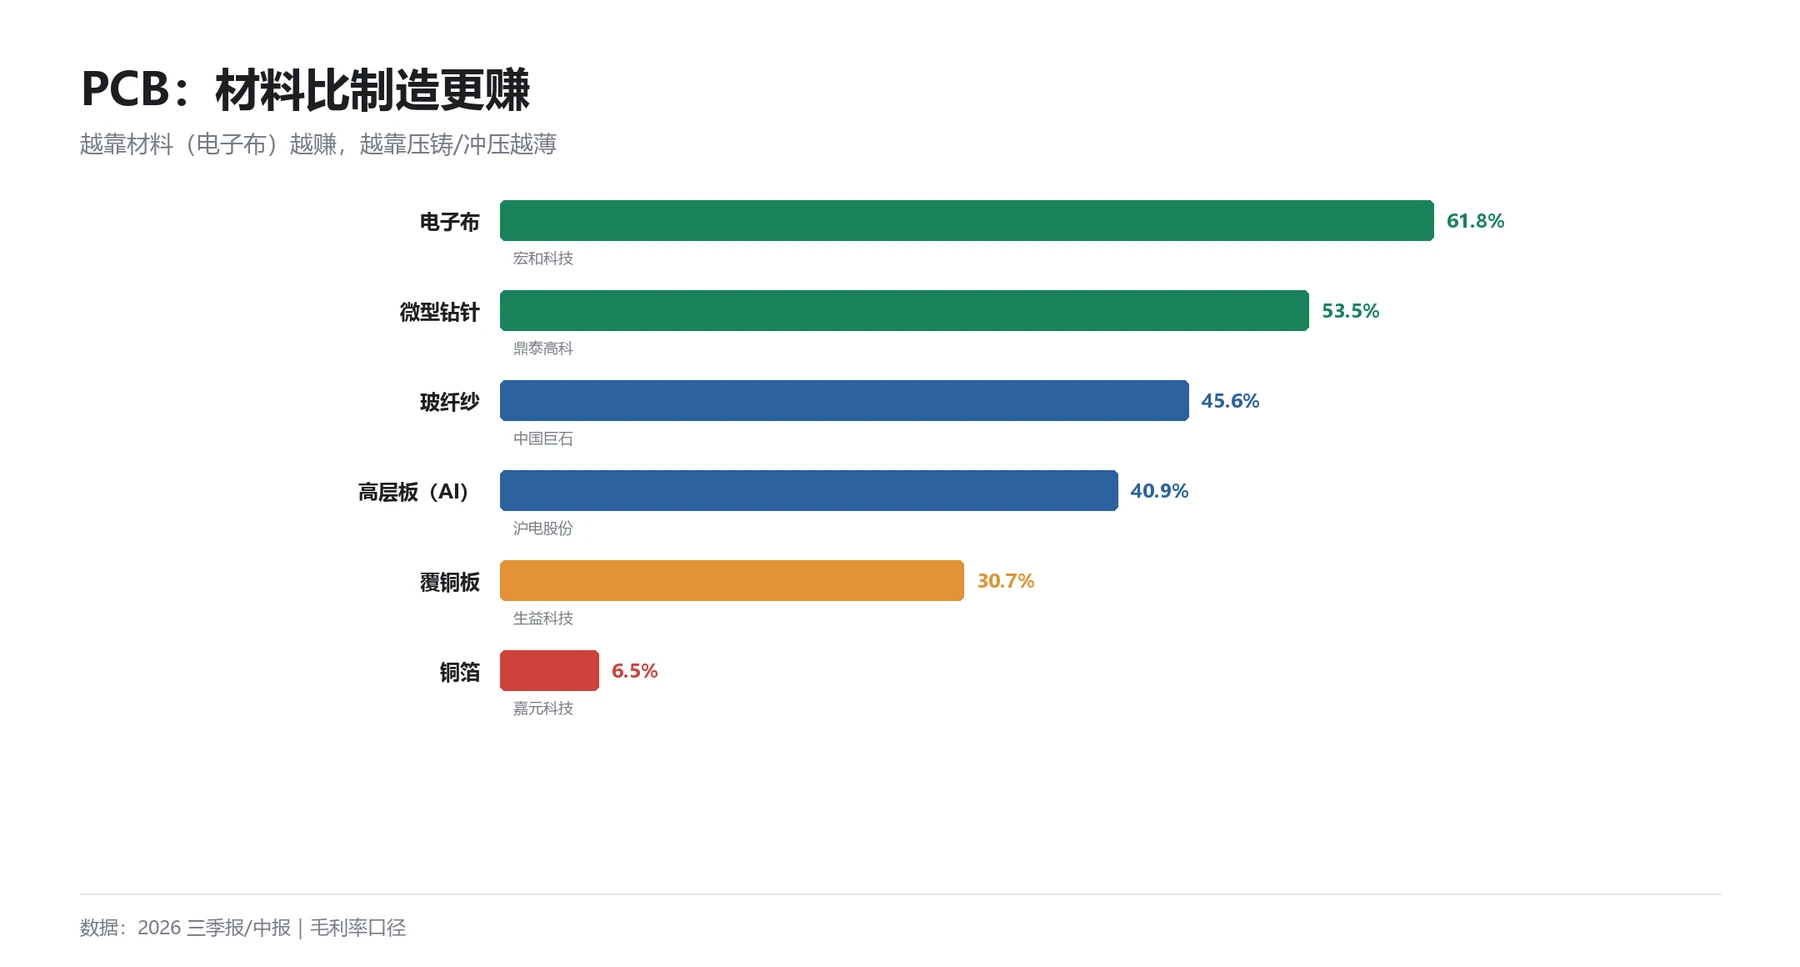 PCB：材料比制造更赚
越靠材料（电子布）越赚，越靠压铸/冲压越薄
电子布
61.8%
宏和科技
微型钻针
53.5%
鼎泰高科
玻纤纱
45.6%
中国巨石
高层板（AI）
40.9%
沪电股份
覆铜板
30.7%
生益科技
铜箔
6.5%
嘉元科技
数据：2026 三季报/中报 | 毛利率口径